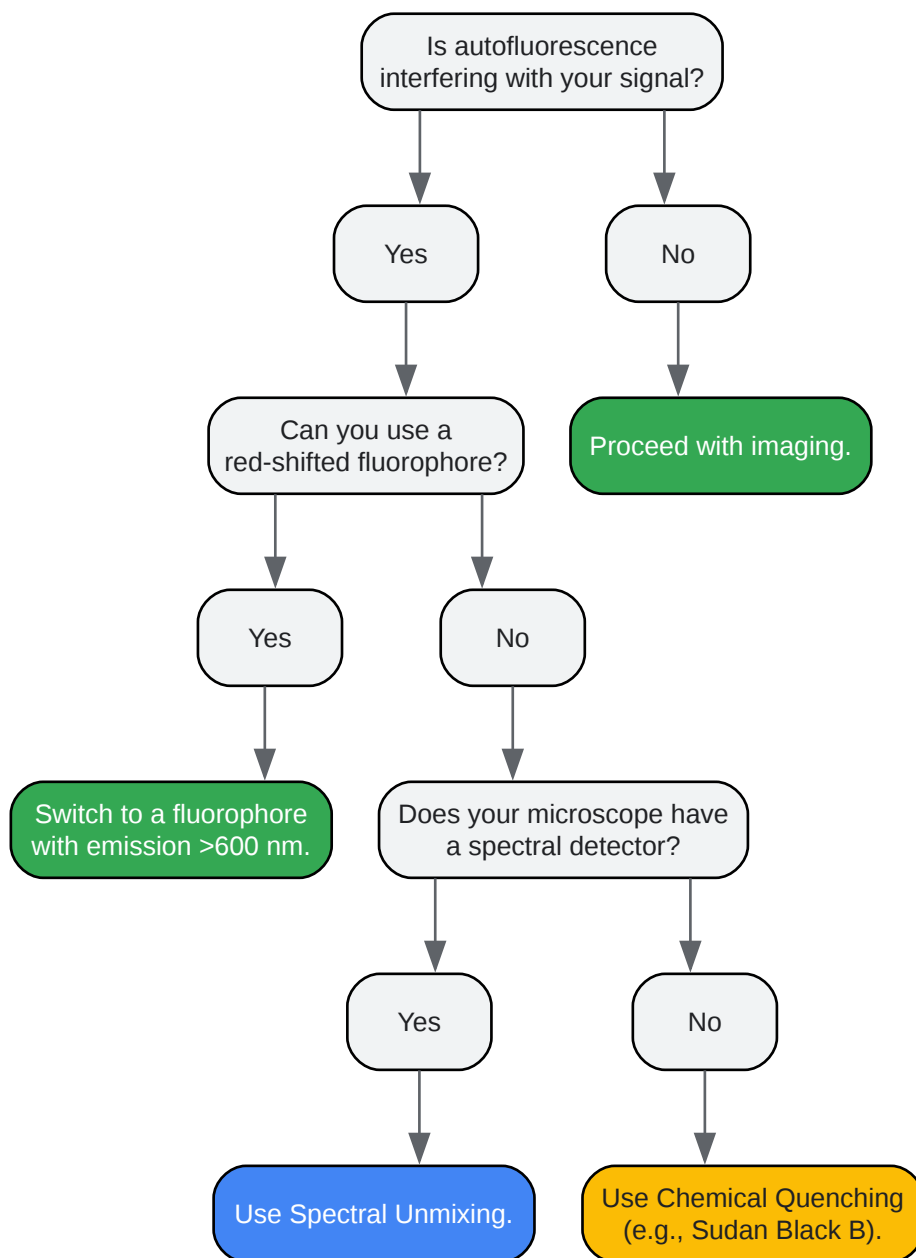 Is autofluorescence
interfering with your signal?
Yes
No
Can you use a
red-shifted fluorophore?
Proceed with imaging.
Yes
No
Switch to a fluorophore
with emission >600 nm.
Does your microscope have
a spectral detector?
Yes
No
Use Spectral Unmixing.
Use Chemical Quenching
(e.g., Sudan Black B).